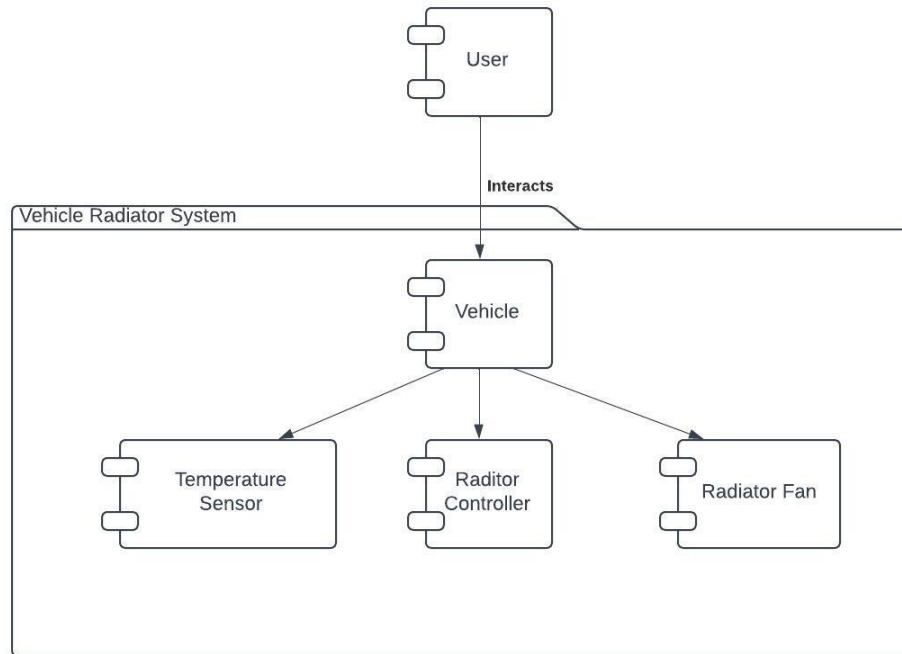 User
Interacts
Vehicle Radiator System
Vehicle
Temperature
Sensor
Raditor
Controller
Radiator Fan